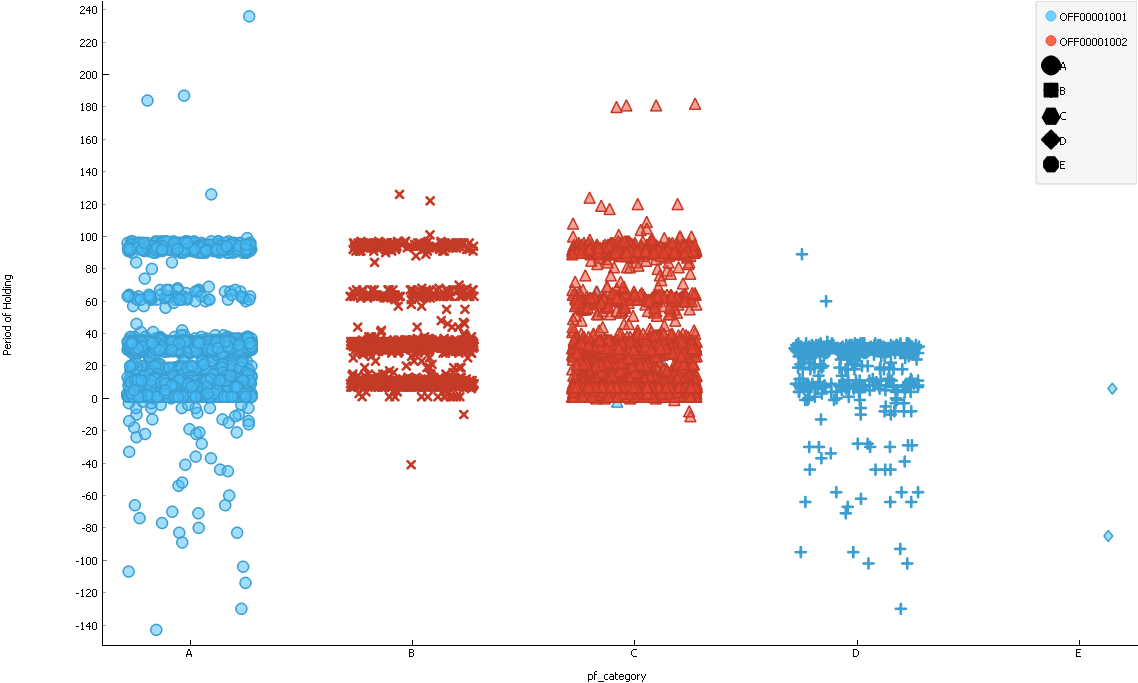 240
220
200
180
160
140
120
100
80
60
40
20
0
-20
-40
-60
-80
-100
-120
-140
Period of Holding
A
B
C
D
E
pf_category
OFF00001001
OFF00001002
A
B
C
D
E